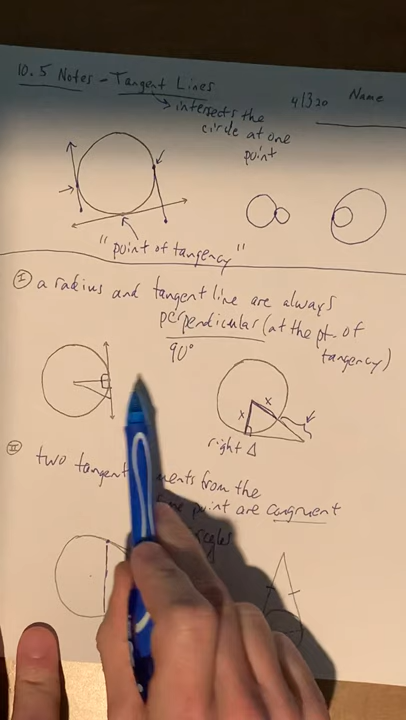 10.5 Notes - Tangent Lines
4/3 20
Name
intersects the
circle at one
point
"point of tangency"
I a radius and tangent line are always
perpendicular (at the pt. of
tangency)
90°
x
x
right Δ
II two tangent ments from the
point are congruent